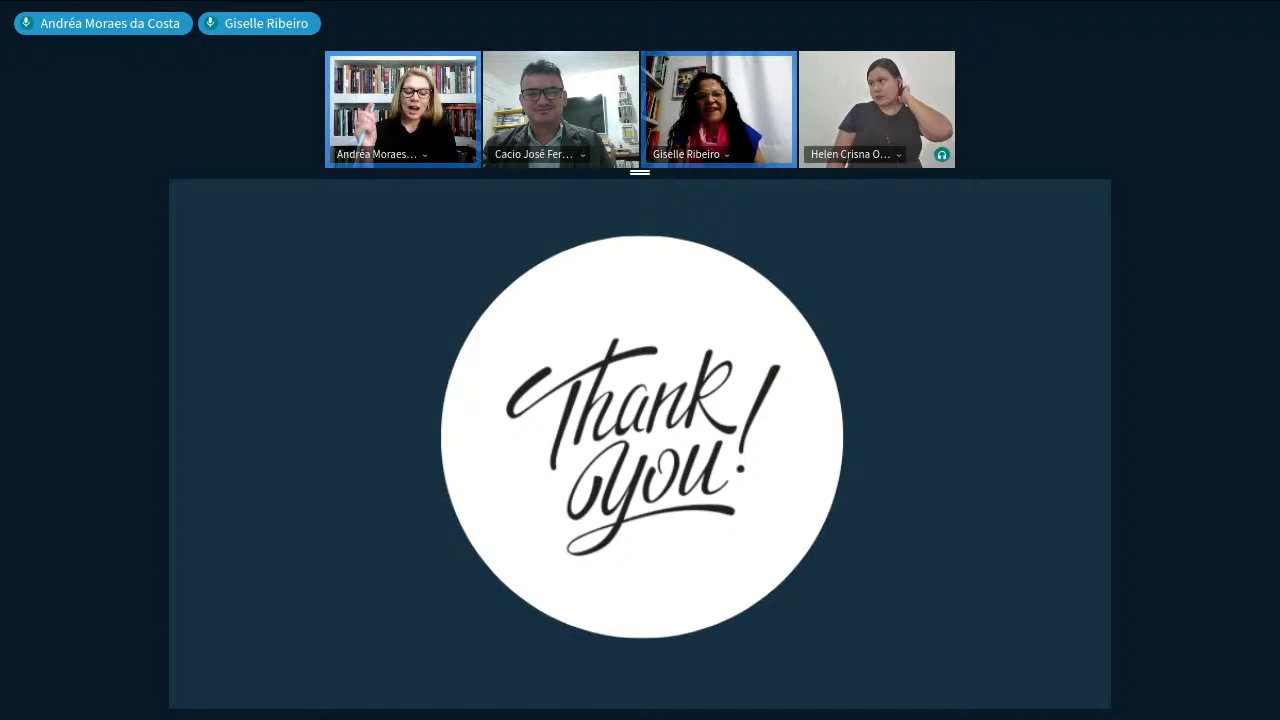 Andréa Moraes da Costa
Giselle Ribeiro
Andréa Moraes...
Cacio José Fer...
Giselle Ribeiro
Helen Crisna O...
Thank
you!